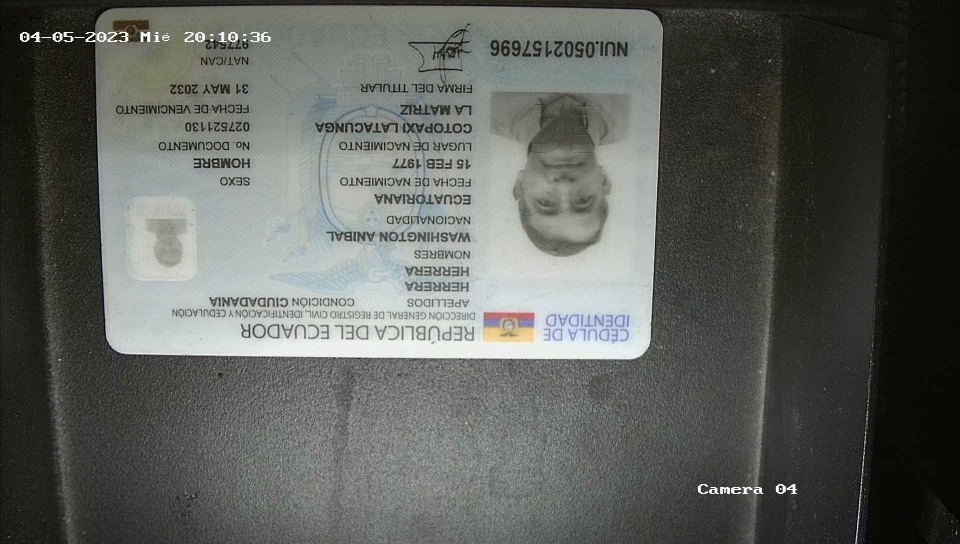 04-05-2023 Mié 20:10:36
CÉDULA DE
IDENTIDAD
REPÚBLICA DEL ECUADOR
DIRECCIÓN GENERAL DE REGISTRO CIVIL, IDENTIFICACIÓN Y CEDULACIÓN
APELLIDOS
CONDICIÓN CIUDADANIA
HERRERA
HERRERA
NOMBRES
WASHINGTON ANIBAL
NACIONALIDAD
ECUATORIANA
FECHA DE NACIMIENTO
15 FEB 1977
LUGAR DE NACIMIENTO
COTOPAXI LATACUNGA
LA MATRIZ
FIRMA DEL TITULAR
SEXO
HOMBRE
No. DOCUMENTO
027521130
FECHA DE VENCIMIENTO
31 MAY 2032
NAT/CAN
977542
NUI.0502157696
Camera 04